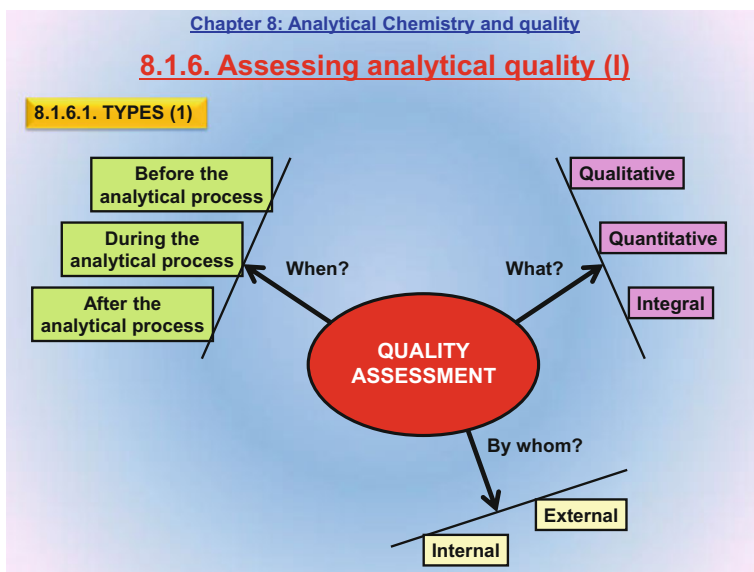 Chapter 8: Analytical Chemistry and quality
8.1.6. Assessing analytical quality (I)
8.1.6.1. TYPES (1)
Before the
analytical process
During the
analytical process
After the
analytical process
When?
What?
Qualitative
Quantitative
Integral
QUALITY
ASSESSMENT
By whom?
External
Internal